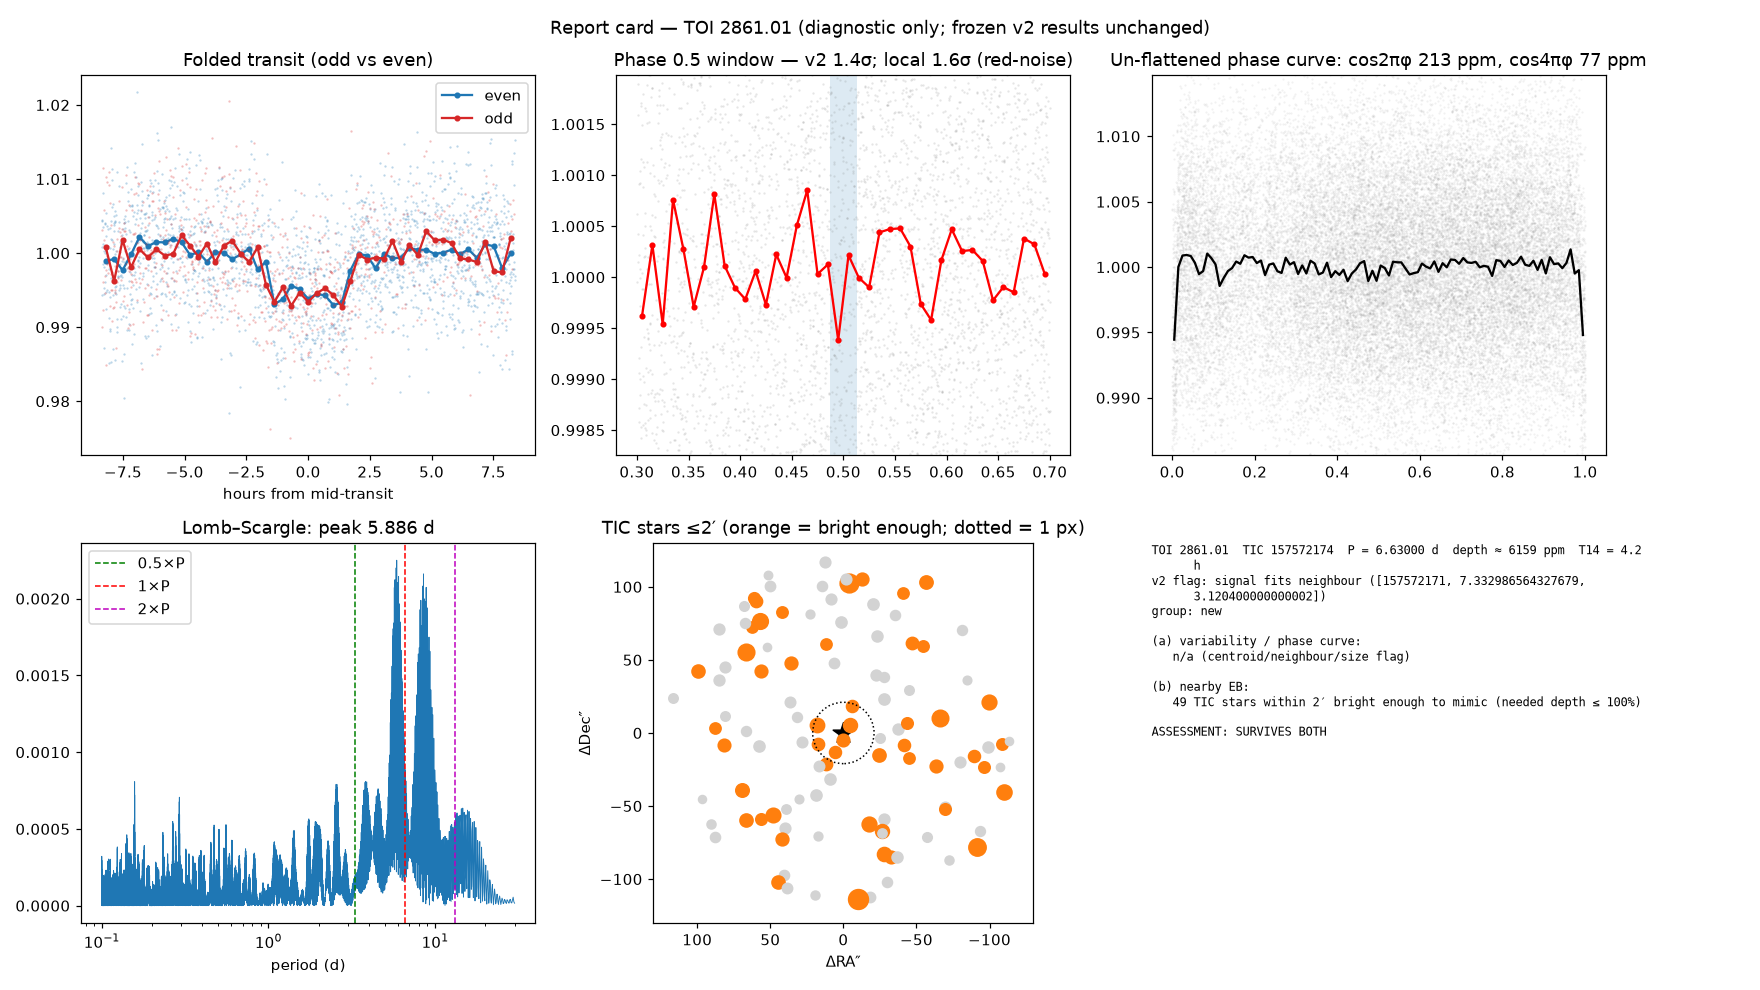 Report card — TOI 2861.01 (diagnostic only; frozen v2 results unchanged)
Folded transit (odd vs even)
even
odd
1.02
1.01
1.00
0.99
0.98
−7.5 −5.0 −2.5 0.0 2.5 5.0 7.5
hours from mid-transit
Phase 0.5 window — v2 1.4σ; local 1.6σ (red-noise)
1.0015
1.0010
1.0005
1.0000
0.9995
0.9990
0.9985
0.30 0.35 0.40 0.45 0.50 0.55 0.60 0.65 0.70
Un-flattened phase curve: cos2πφ 213 ppm, cos4πφ 77 ppm
1.010
1.005
1.000
0.995
0.990
0.0 0.2 0.4 0.6 0.8 1.0
Lomb–Scargle: peak 5.886 d
0.5×P
1×P
2×P
0.0020
0.0015
0.0010
0.0005
0.0000
10⁻¹ 10⁰ 10¹
period (d)
TIC stars ≤2′ (orange = bright enough; dotted = 1 px)
100
50
0
−50
−100
ΔDec″
100 50 0 −50 −100
ΔRA″
TOI 2861.01  TIC 157572174  P = 6.63000 d  depth ≈ 6159 ppm  T14 = 4.2
h
v2 flag: signal fits neighbour ([157572171, 7.332986564327679,
3.120400000000002])
group: new
(a) variability / phase curve:
n/a (centroid/neighbour/size flag)
(b) nearby EB:
49 TIC stars within 2′ bright enough to mimic (needed depth ≤ 100%)
ASSESSMENT: SURVIVES BOTH